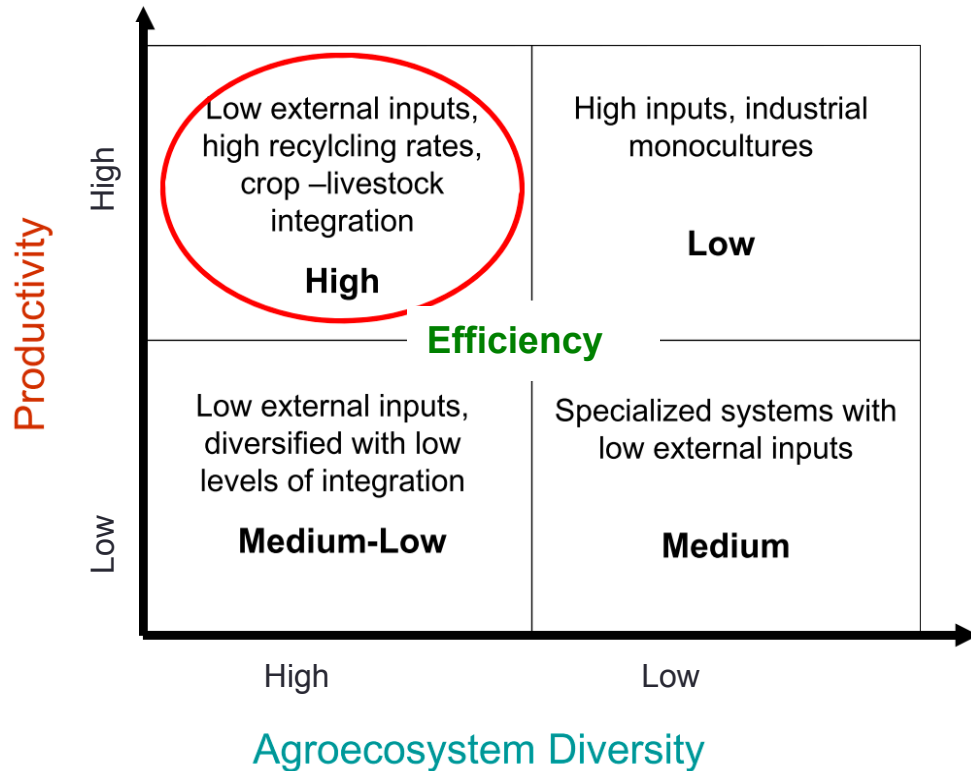 Productivity
High
Low
Low external inputs,
high recylcling rates,
crop –livestock
integration
High
High inputs, industrial
monocultures
Low
Efficiency
Low external inputs,
diversified with low
levels of integration
Medium-Low
Specialized systems with
low external inputs
Medium
High
Low
Agroecosystem Diversity